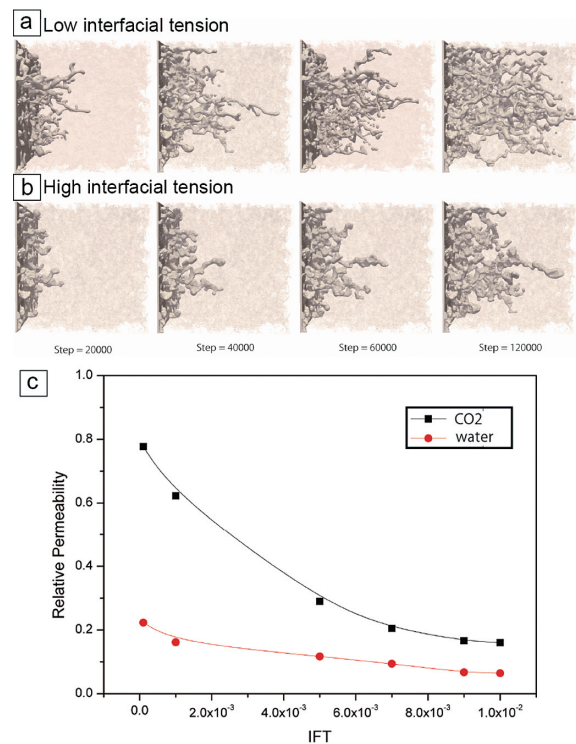 a Low interfacial tension
b High interfacial tension
Step = 20000 Step = 40000 Step = 60000 Step = 120000
c
1.0
0.8
0.6
0.4
0.2
0.0
Relative Permeability
CO2
water
0.0 2.0x10⁻³ 4.0x10⁻³ 6.0x10⁻³ 8.0x10⁻³ 1.0x10⁻²
IFT